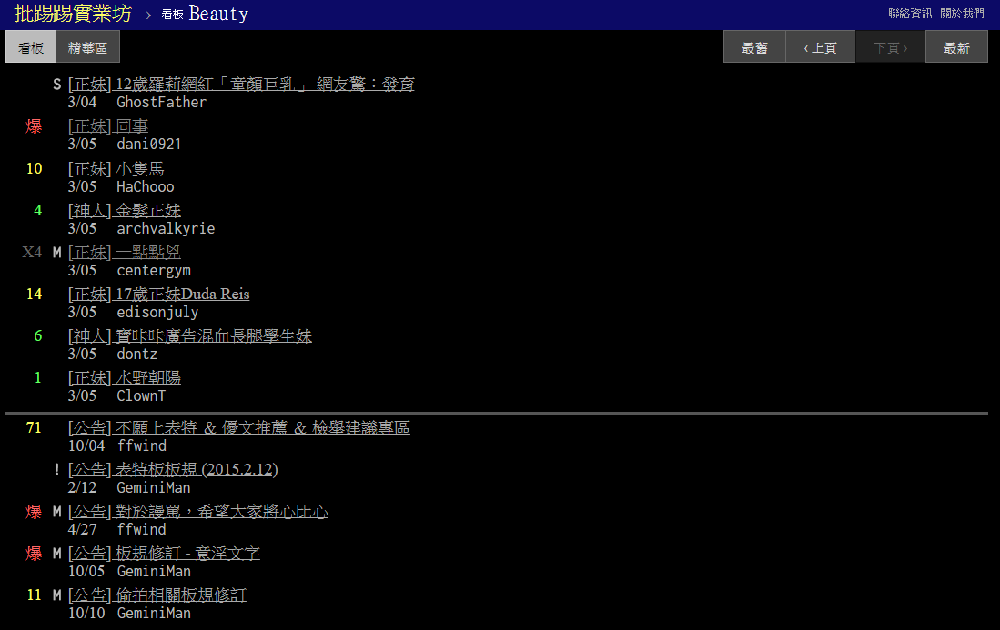 批踢踢實業坊 › 看板 Beauty 聯絡資訊 關於我們
看板 精華區 最舊 ‹ 上頁 下頁 › 最新
S [正妹] 12歲羅莉網紅「童顏巨乳」 網友驚：發育
3/04 GhostFather
爆 [正妹] 同事
3/05 dani0921
10 [正妹] 小隻馬
3/05 HaChooo
4 [神人] 金髮正妹
3/05 archvalkyrie
X4 M [正妹] 一點點兇
3/05 centergym
14 [正妹] 17歲正妹Duda Reis
3/05 edisonjuly
6 [神人] 寶咔咔廣告混血長腿學生妹
3/05 dontz
1 [正妹] 水野朝陽
3/05 ClownT
71 [公告] 不願上表特 ＆ 優文推薦 ＆ 檢舉建議專區
10/04 ffwind
! [公告] 表特板板規 (2015.2.12)
2/12 GeminiMan
爆 M [公告] 對於謾罵，希望大家將心比心
4/27 ffwind
爆 M [公告] 板規修訂 - 意淫文字
10/05 GeminiMan
11 M [公告] 偷拍相關板規修訂
10/10 GeminiMan